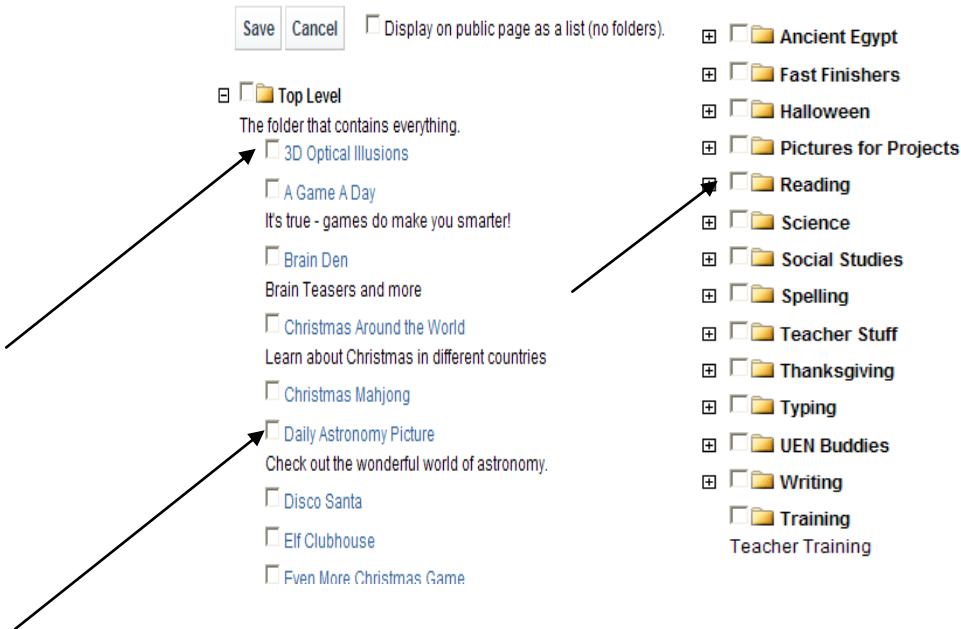 Save Cancel Display on public page as a list (no folders).
Top Level
The folder that contains everything.
3D Optical Illusions
A Game A Day
It's true - games do make you smarter!
Brain Den
Brain Teasers and more
Christmas Around the World
Learn about Christmas in different countries
Christmas Mahjong
Daily Astronomy Picture
Check out the wonderful world of astronomy.
Disco Santa
Elf Clubhouse
Even More Christmas Game
Ancient Egypt
Fast Finishers
Halloween
Pictures for Projects
Reading
Science
Social Studies
Spelling
Teacher Stuff
Thanksgiving
Typing
UEN Buddies
Writing
Training
Teacher Training